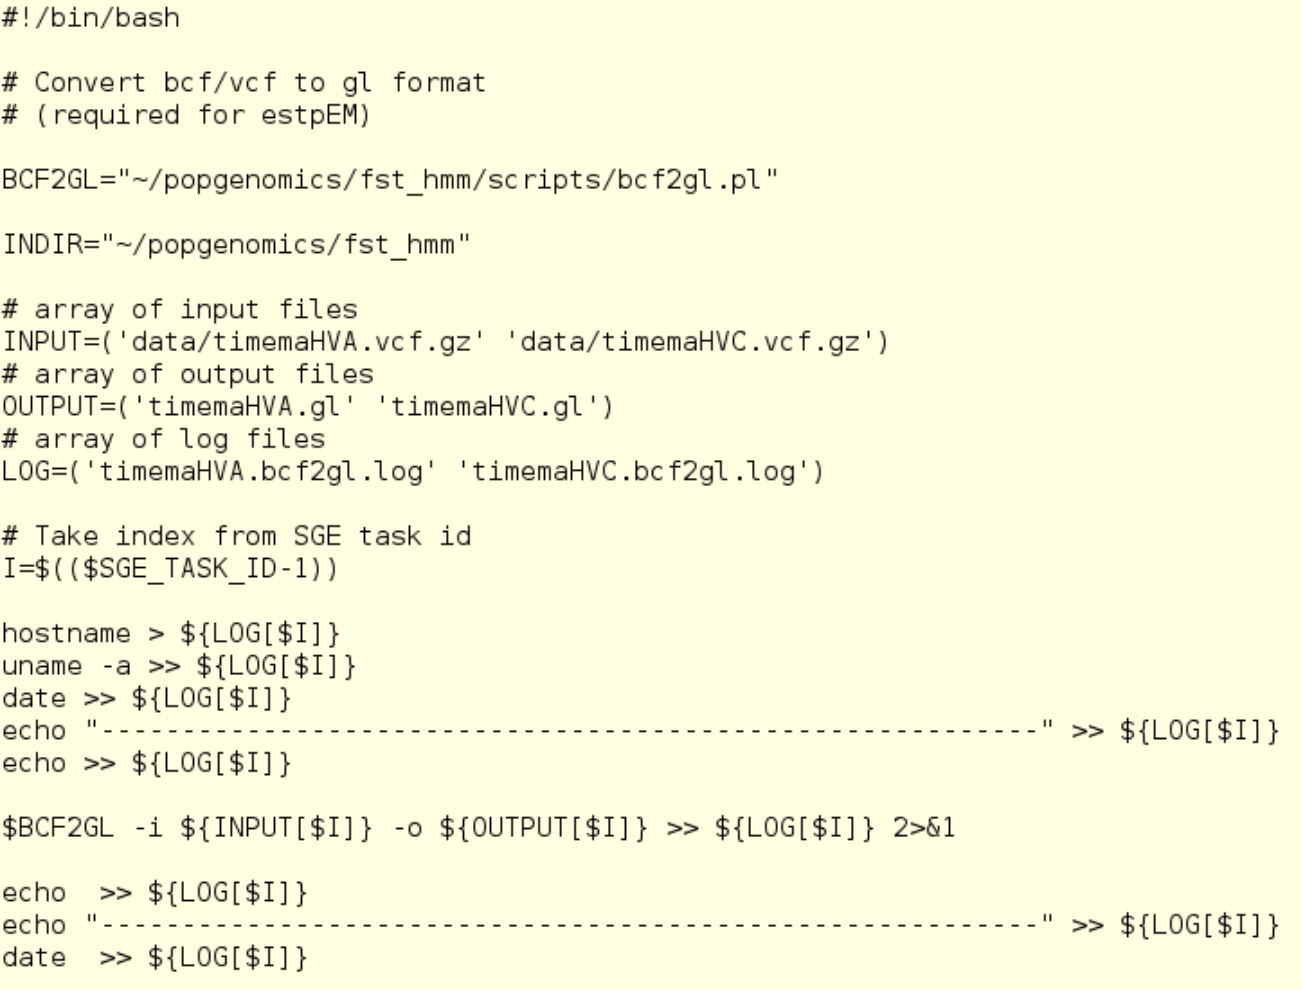 #!/bin/bash
# Convert bcf/vcf to gl format
# (required for estpEM)
BCF2GL="~/popgenomics/fst_hmm/scripts/bcf2gl.pl"
INDIR="~/popgenomics/fst_hmm"
# array of input files
INPUT=('data/timemaHVA.vcf.gz' 'data/timemaHVC.vcf.gz')
# array of output files
OUTPUT=('timemaHVA.gl' 'timemaHVC.gl')
# array of log files
LOG=('timemaHVA.bcf2gl.log' 'timemaHVC.bcf2gl.log')
# Take index from SGE task id
I=$(($SGE_TASK_ID-1))
hostname > ${LOG[$I]}
uname -a >> ${LOG[$I]}
date >> ${LOG[$I]}
echo "----------------------------------------------------------" >> ${LOG[$I]}
echo >> ${LOG[$I]}
$BCF2GL -i ${INPUT[$I]} -o ${OUTPUT[$I]} >> ${LOG[$I]} 2>&1
echo  >> ${LOG[$I]}
echo "----------------------------------------------------------" >> ${LOG[$I]}
date  >> ${LOG[$I]}